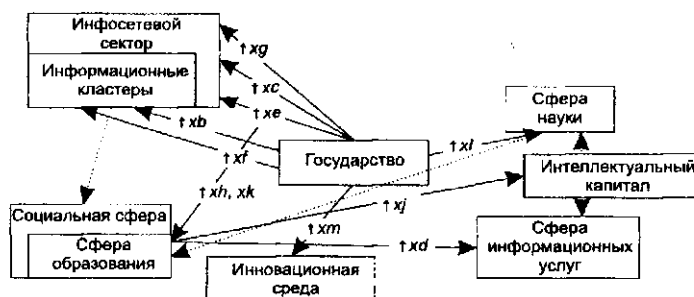 Инфосетевой
сектор
Информационные
кластеры
↑xg
↑xc
↑xe
↑xb
↑xf
Государство
↑xl
Сфера
науки
Интеллектуальный
капитал
↑xh, xk
↑xj
↑xm
Социальная сфера
Сфера
образования
↑xd
Сфера
информационных
услуг
Инновационная
среда